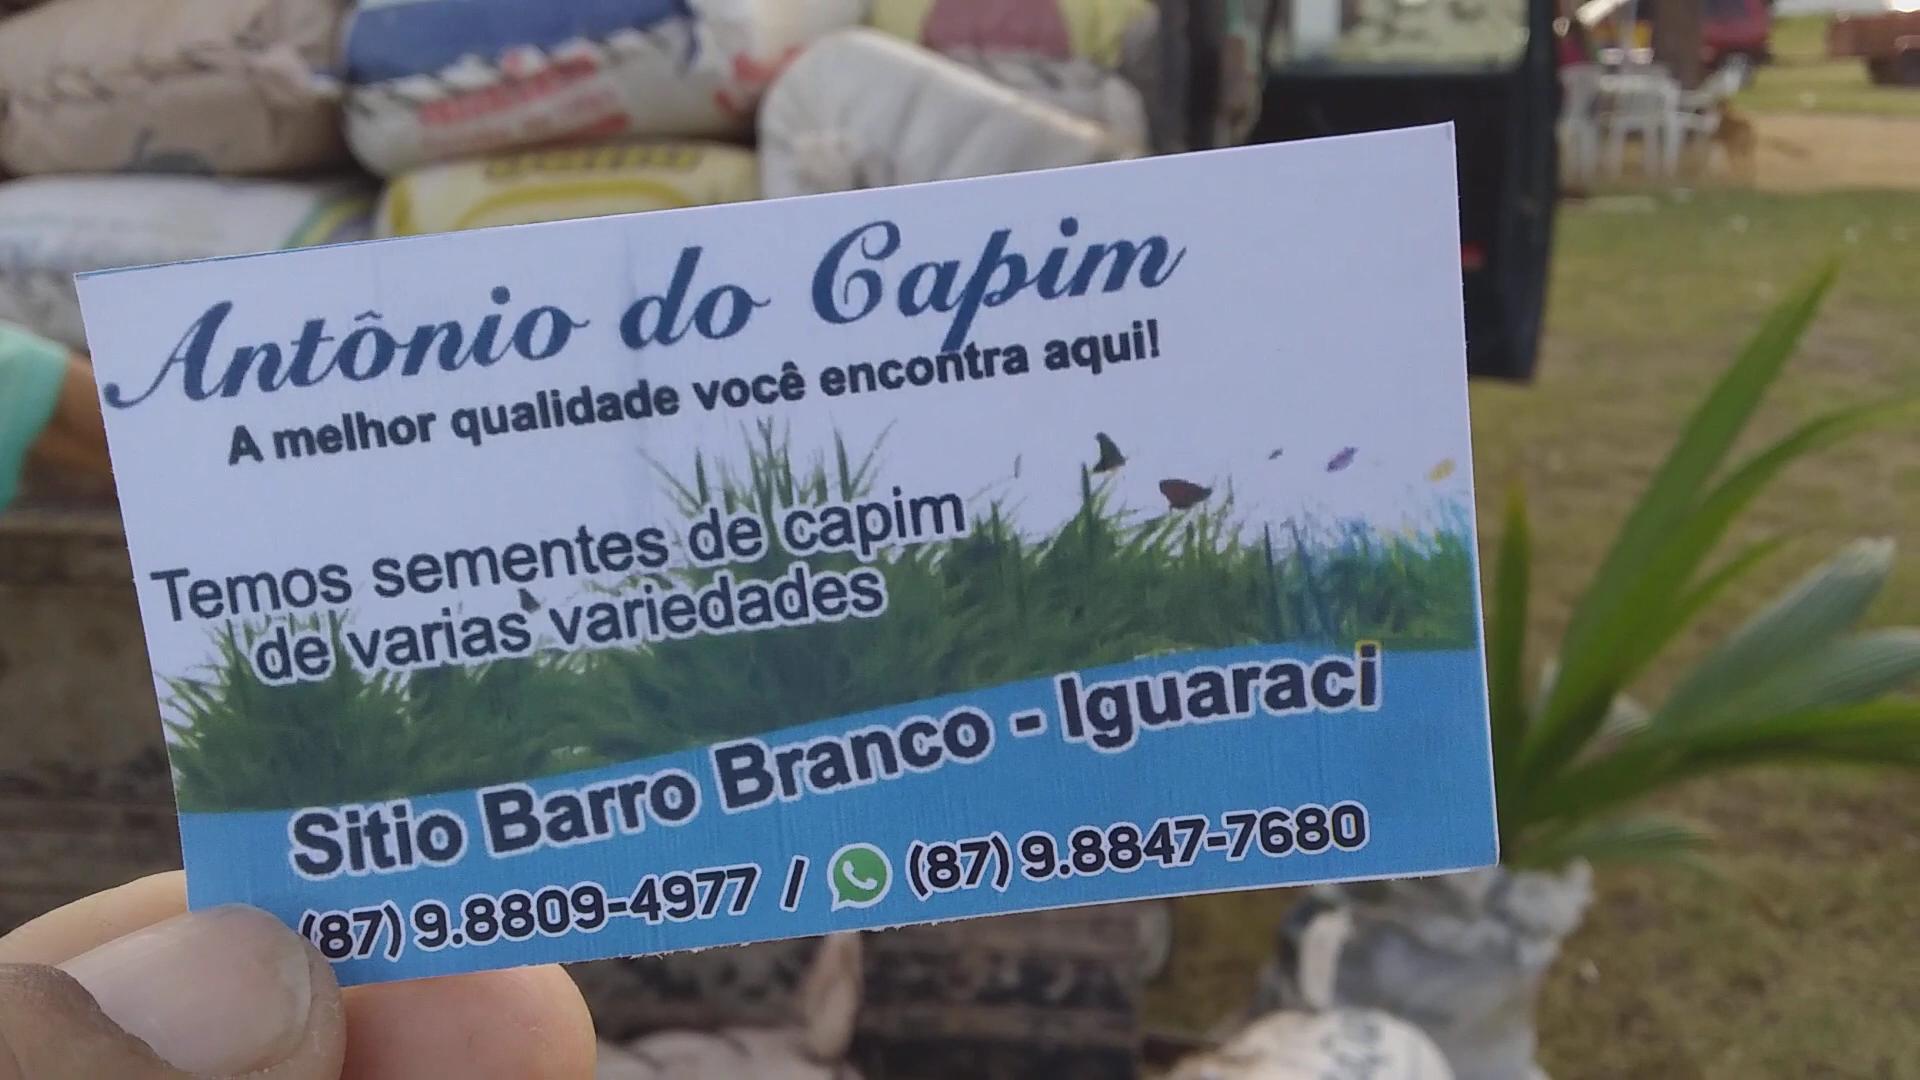 Antônio do Capim
A melhor qualidade você encontra aqui!
Temos sementes de capim
de varias variedades
Sitio Barro Branco - Iguaraci
(87) 9.8809-4977 / (87) 9.8847-7680